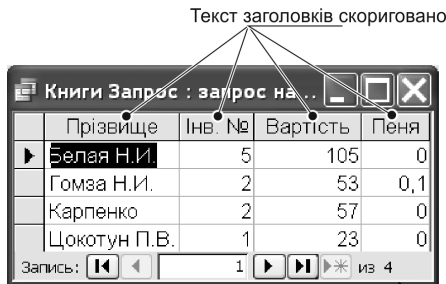 Текст заголовків скориговано
Книги Запрос : запрос на . .
Прізвище Інв. № Вартість Пеня
Белая Н.И. 5 105 0
Гомза Н.И. 2 53 0,1
Карпенко 2 57 0
Цокотун П.В. 1 23 0
Запись: 1 из 4